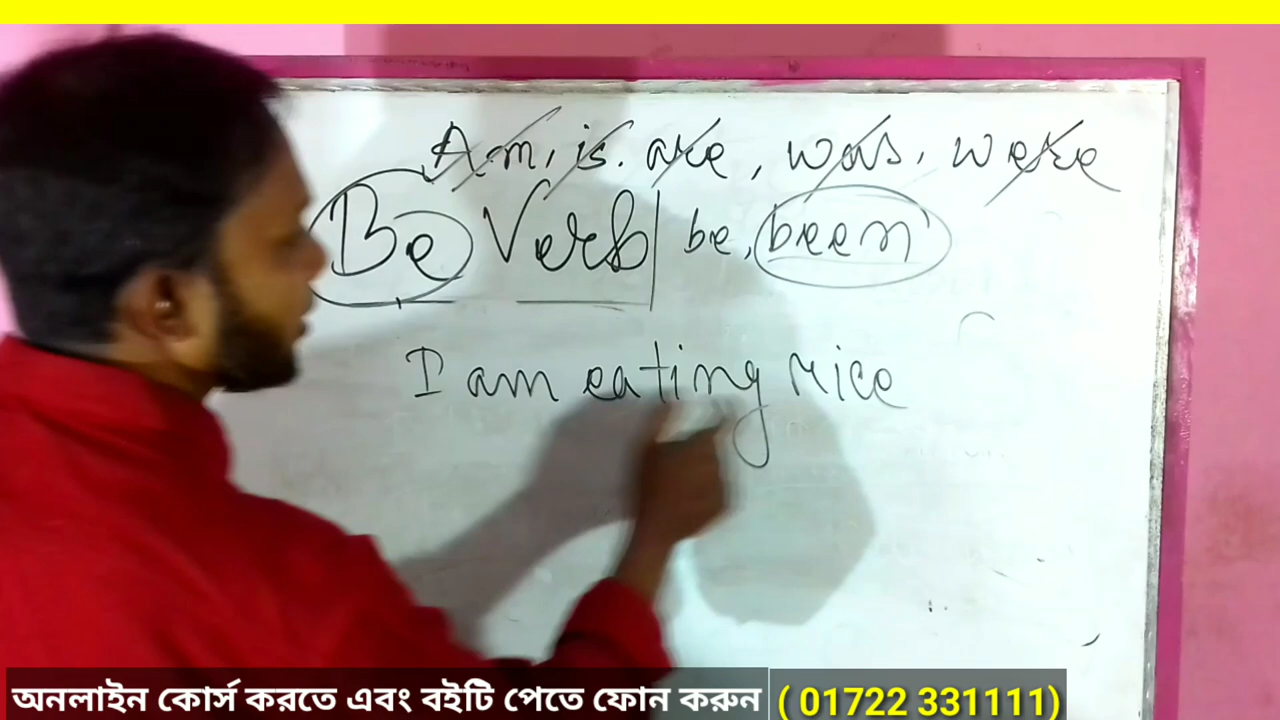 Am, is. are, was, were
Be Verb be, been
I am eating rice
অনলাইন কোর্স করতে এবং বইটি পেতে ফোন করুন ( 01722 331111)